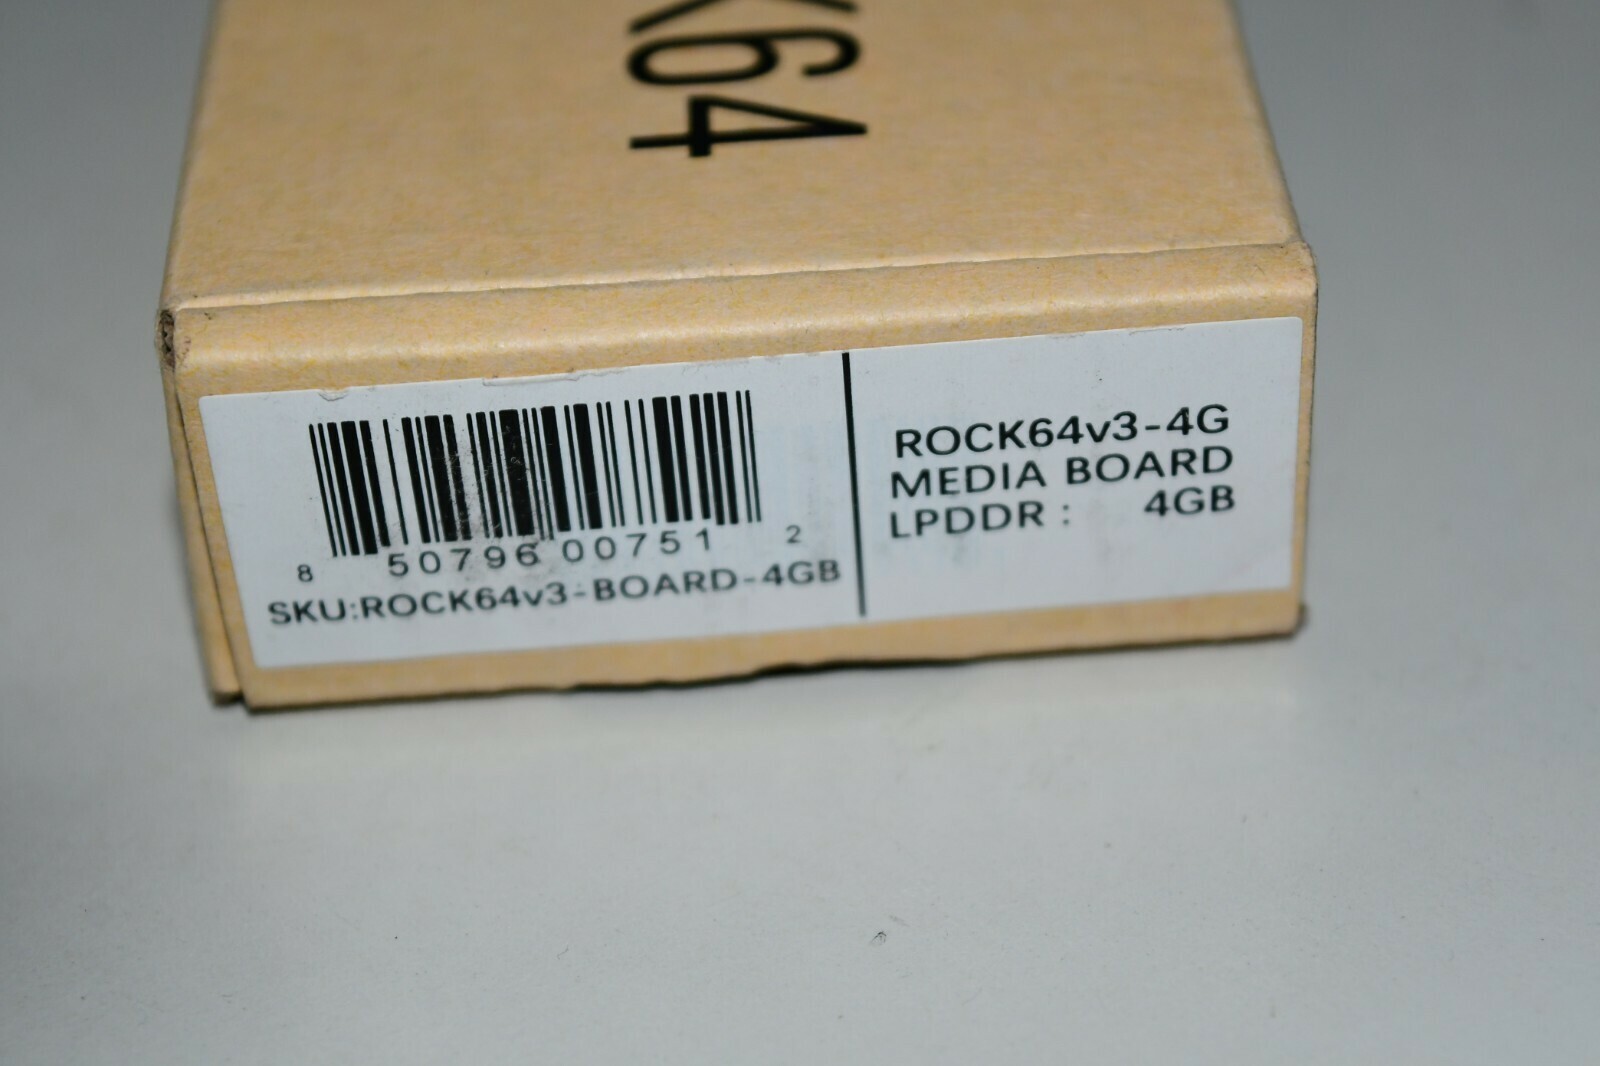 K64
8 50796 00751 2
SKU:ROCK64v3-BOARD-4GB
ROCK64v3-4G
MEDIA BOARD
LPDDR : 4GB